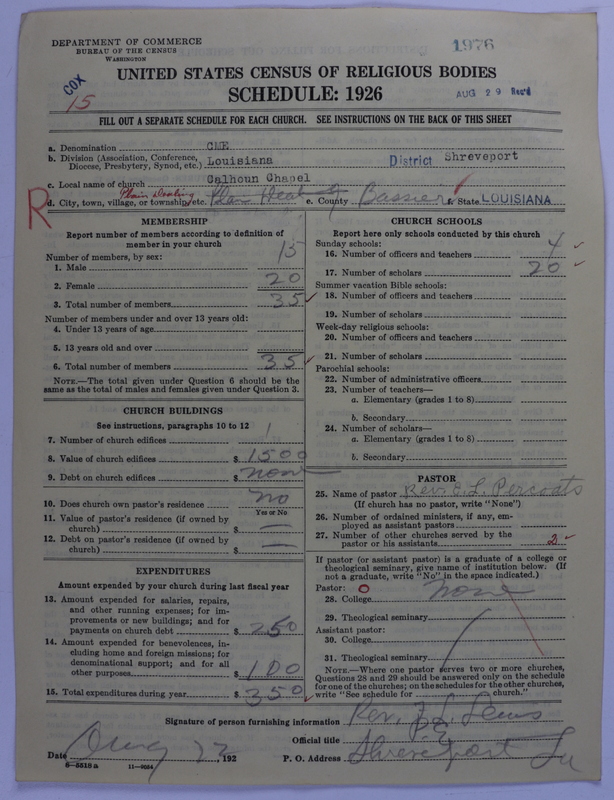 DEPARTMENT OF COMMERCE
BUREAU OF THE CENSUS
WASHINGTON
1976
COX
15
UNITED STATES CENSUS OF RELIGIOUS BODIES
SCHEDULE: 1926
AUG 29 Rec'd
FILL OUT A SEPARATE SCHEDULE FOR EACH CHURCH. SEE INSTRUCTIONS ON THE BACK OF THIS SHEET
a. Denomination CME
b. Division (Association, Conference, Diocese, Presbytery, Synod, etc.) Louisiana District Shreveport
c. Local name of church Calhoun Chapel
R
Plain Dealing
d. City, town, village, or township, etc. e. County Bassier f. State LOUISIANA
MEMBERSHIP
Report number of members according to definition of member in your church
Number of members, by sex:
1. Male 15
2. Female 20
3. Total number of members 35
Number of members under and over 13 years old:
4. Under 13 years of age
5. 13 years old and over
6. Total number of members 35
NOTE.—The total given under Question 6 should be the same as the total of males and females given under Question 3.
CHURCH BUILDINGS
See instructions, paragraphs 10 to 12
7. Number of church edifices 1
8. Value of church edifices $ 1500
9. Debt on church edifices $ none
10. Does church own pastor's residence? no
Yes or No
11. Value of pastor's residence (if owned by church) $ —
12. Debt on pastor's residence (if owned by church) $ —
EXPENDITURES
Amount expended by your church during last fiscal year
13. Amount expended for salaries, repairs, and other running expenses; for improvements or new buildings; and for payments on church debt $ 250
14. Amount expended for benevolences, including home and foreign missions; for denominational support; and for all other purposes $ 100
15. Total expenditures during year $ 350
CHURCH SCHOOLS
Report here only schools conducted by this church
Sunday schools:
16. Number of officers and teachers 4
17. Number of scholars 20
Summer vacation Bible schools:
18. Number of officers and teachers
19. Number of scholars
Week-day religious schools:
20. Number of officers and teachers
21. Number of scholars
Parochial schools:
22. Number of administrative officers
23. Number of teachers—
a. Elementary (grades 1 to 8)
b. Secondary
24. Number of scholars—
a. Elementary (grades 1 to 8)
b. Secondary
PASTOR
25. Name of pastor Rev. E. L. Percoats
(If church has no pastor, write "None")
26. Number of ordained ministers, if any, employed as assistant pastors
27. Number of other churches served by the pastor or his assistants 2
If pastor (or assistant pastor) is a graduate of a college or theological seminary, give name of institution below. (If not a graduate, write "No" in the space indicated.)
Pastor: O none
28. College
29. Theological seminary
Assistant pastor:
30. College
31. Theological seminary
NOTE.—Where one pastor serves two or more churches, Questions 28 and 29 should be answered only on the schedule for one of the churches; on the schedules for the other churches, write "See schedule for church."
Signature of person furnishing information Rev. J. L. Lewis
Official title P.E.
Date Aug 22, 192 P. O. Address Shreveport La
8—5518a 11—9554